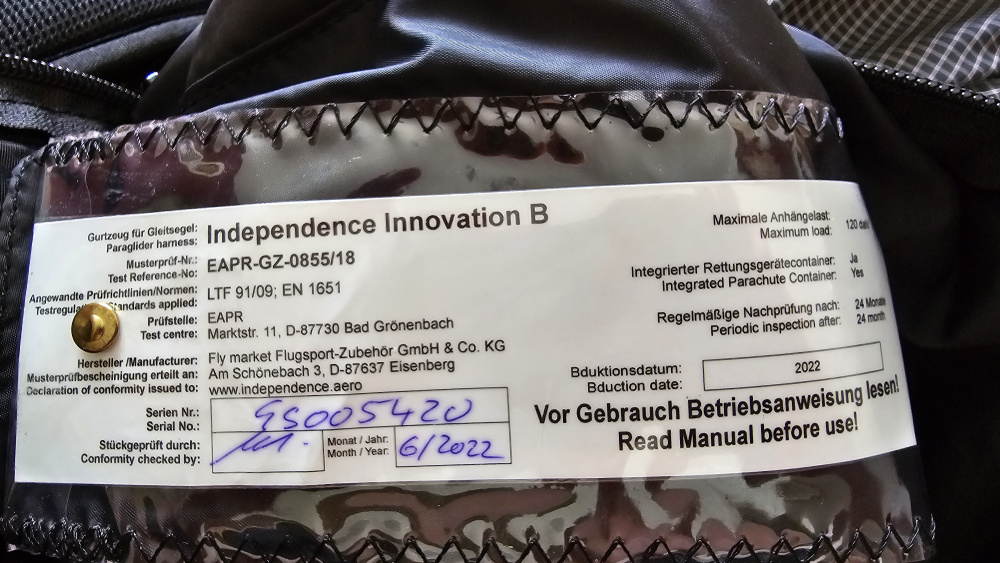 Gurtzeug für Gleitsegel:
Paraglider harness:
Independence Innovation B
Musterprüf-Nr.:
Test Reference-No:
EAPR-GZ-0855/18
Angewandte Prüfrichtlinien/Normen:
Standards applied:
LTF 91/09; EN 1651
Prüfstelle:
Test centre:
EAPR
Marktstr. 11, D-87730 Bad Grönenbach
Hersteller /Manufacturer:
Musterprüfbescheinigung erteilt an:
Declaration of conformity issued to:
Fly market Flugsport-Zubehör GmbH & Co. KG
Am Schönebach 3, D-87637 Eisenberg
www.independence.aero
Serien Nr.:
Serial No.:
GS005420
Stückgeprüft durch:
Conformity checked by:
Monat / Jahr:
Month / Year:
6/2022
Maximale Anhängelast:
Maximum load:
120
Integrierter Rettungsgerätecontainer:
Integrated Parachute Container:
Ja
Yes
Regelmäßige Nachprüfung nach:
Periodic inspection after:
24 Monate
24 month
Bduktionsdatum:
Bduction date:
2022
Vor Gebrauch Betriebsanweisung lesen!
Read Manual before use!